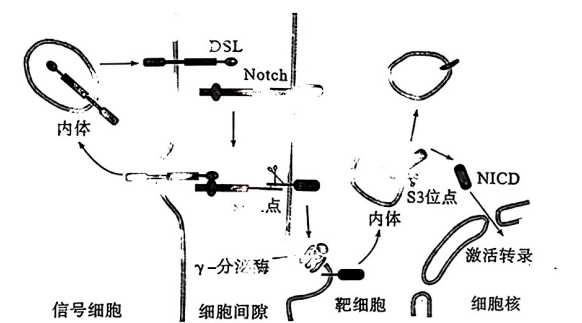 DSL
Notch
内体
点
S3位点
NICD
内体
γ-分泌酶
激活转录
信号细胞
细胞间隙
靶细胞
细胞核